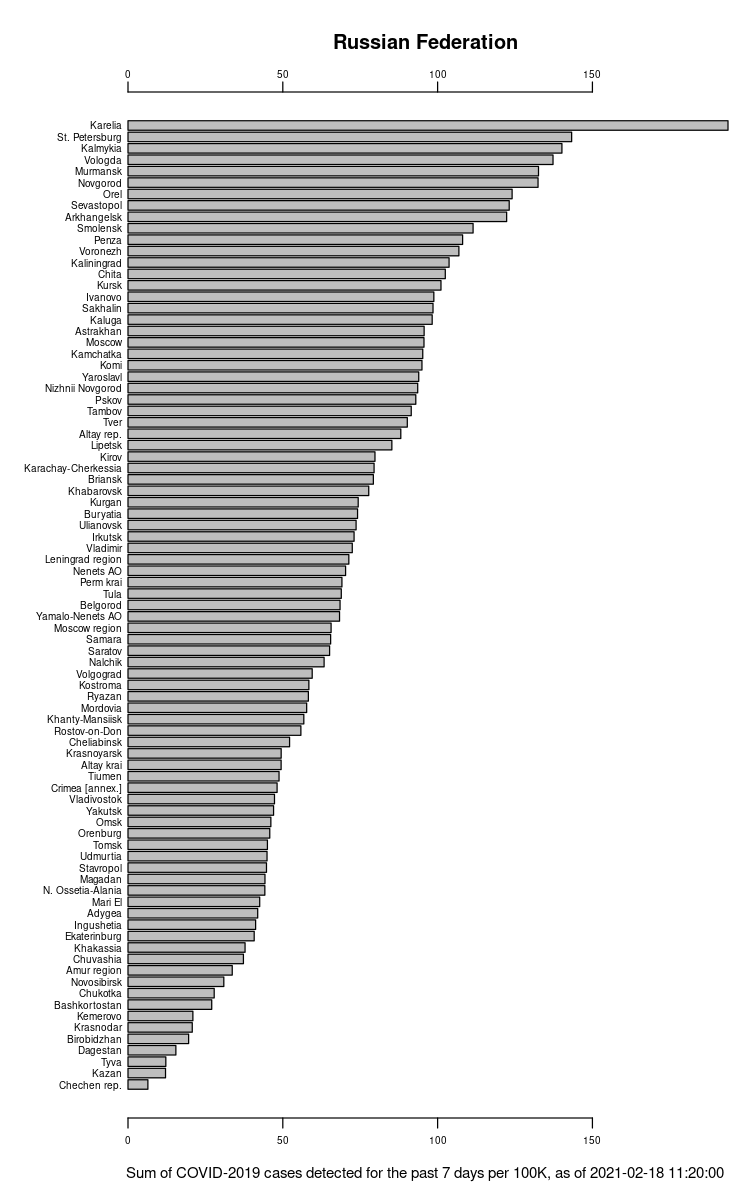 Russian Federation
0 50 100 150
Karelia
St. Petersburg
Kalmykia
Vologda
Murmansk
Novgorod
Orel
Sevastopol
Arkhangelsk
Smolensk
Penza
Voronezh
Kaliningrad
Chita
Kursk
Ivanovo
Sakhalin
Kaluga
Astrakhan
Moscow
Kamchatka
Komi
Yaroslavl
Nizhnii Novgorod
Pskov
Tambov
Tver
Altay rep.
Lipetsk
Kirov
Karachay-Cherkessia
Briansk
Khabarovsk
Kurgan
Buryatia
Ulianovsk
Irkutsk
Vladimir
Leningrad region
Nenets AO
Perm krai
Tula
Belgorod
Yamalo-Nenets AO
Moscow region
Samara
Saratov
Nalchik
Volgograd
Kostroma
Ryazan
Mordovia
Khanty-Mansiisk
Rostov-on-Don
Cheliabinsk
Krasnoyarsk
Altay krai
Tiumen
Crimea [annex.]
Vladivostok
Yakutsk
Omsk
Orenburg
Tomsk
Udmurtia
Stavropol
Magadan
N. Ossetia-Alania
Mari El
Adygea
Ingushetia
Ekaterinburg
Khakassia
Chuvashia
Amur region
Novosibirsk
Chukotka
Bashkortostan
Kemerovo
Krasnodar
Birobidzhan
Dagestan
Tyva
Kazan
Chechen rep.
0 50 100 150
Sum of COVID-2019 cases detected for the past 7 days per 100K, as of 2021-02-18 11:20:00